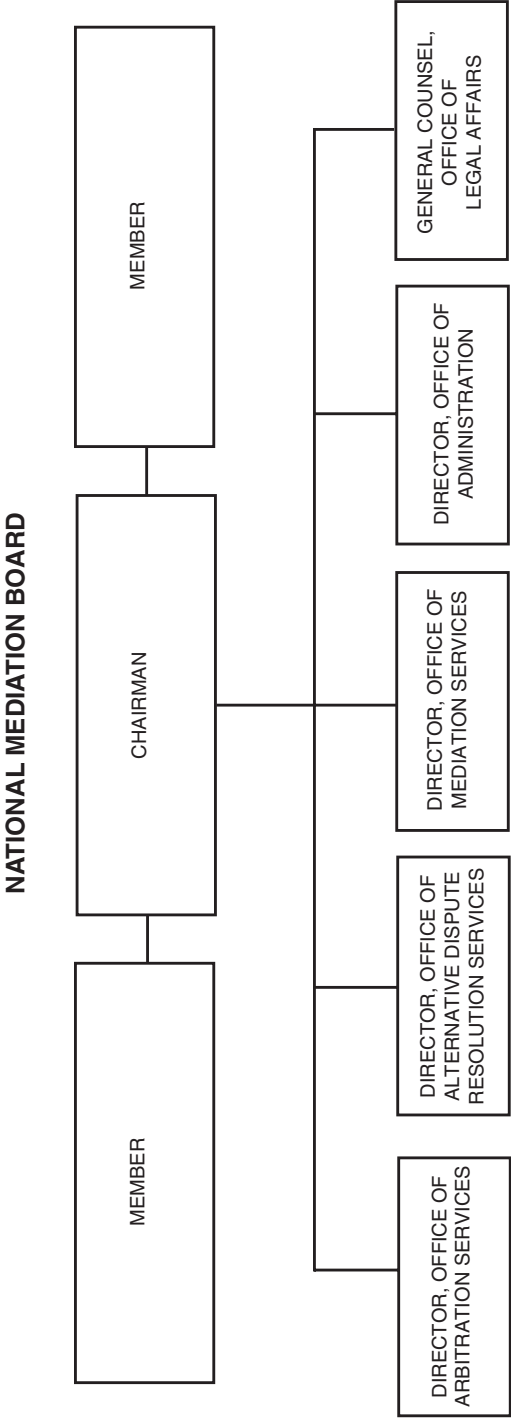 NATIONAL MEDIATION BOARD
MEMBER
CHAIRMAN
MEMBER
DIRECTOR, OFFICE OF
ARBITRATION SERVICES
DIRECTOR, OFFICE OF
ALTERNATIVE DISPUTE
RESOLUTION SERVICES
DIRECTOR, OFFICE OF
MEDIATION SERVICES
DIRECTOR, OFFICE OF
ADMINISTRATION
GENERAL COUNSEL,
OFFICE OF
LEGAL AFFAIRS